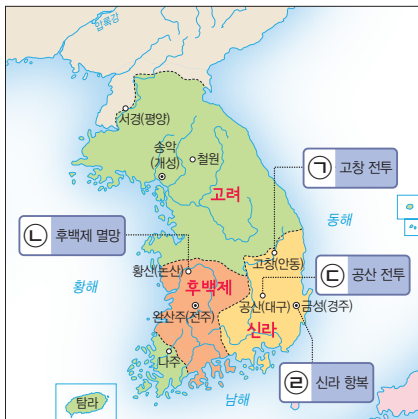 압록강
서경(평양)
송악
(개성)
철원
고려
㉠ 고창 전투
동해
㉡ 후백제 멸망
황산(논산)
고창(안동)
황해
후백제
㉢ 공산 전투
완산주(전주)
공산(대구)
금성(경주)
신라
나주
㉣ 신라 항복
탐라
남해